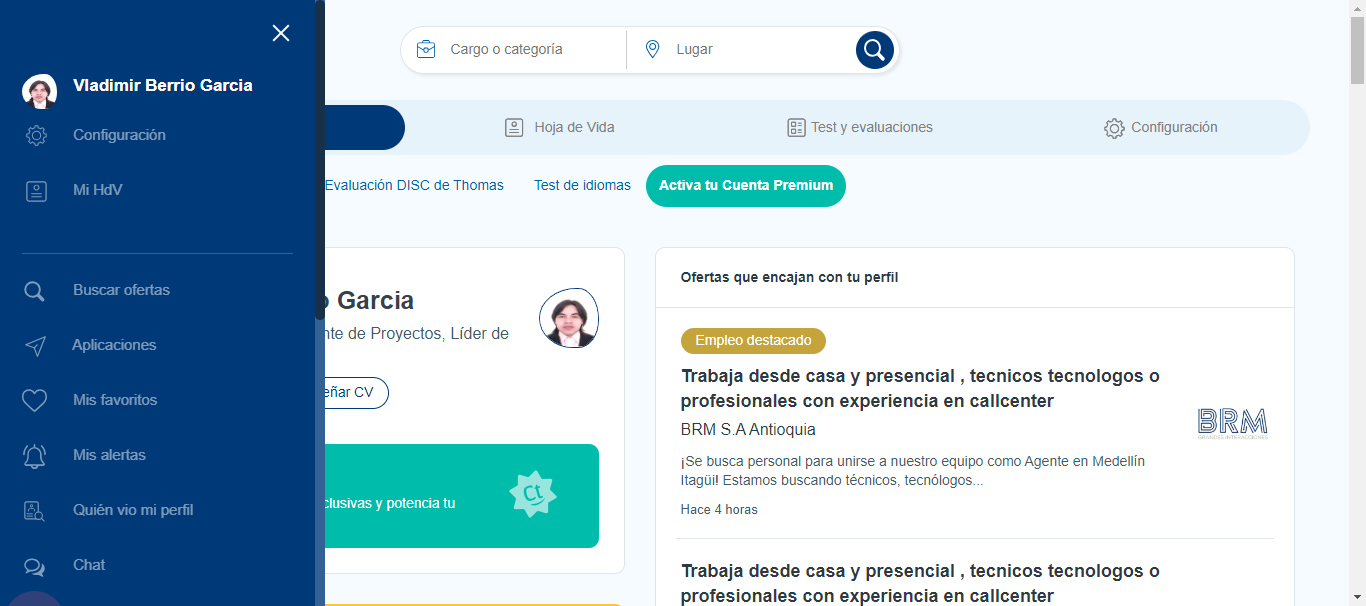 Vladimir Berrio Garcia
Configuración
Mi HdV
Buscar ofertas
Aplicaciones
Mis favoritos
Mis alertas
Quién vio mi perfil
Chat
Cargo o categoría
Lugar
Hoja de Vida
Test y evaluaciones
Configuración
Evaluación DISC de Thomas
Test de idiomas
Activa tu Cuenta Premium
Garcia
de Proyectos, Líder de
CV
y potencia tu
Ct
Ofertas que encajan con tu perfil
Empleo destacado
Trabaja desde casa y presencial , tecnicos tecnologos o
profesionales con experiencia en callcenter
BRM S.A Antioquia
¡Se busca personal para unirse a nuestro equipo como Agente en Medellín
Itagüi! Estamos buscando técnicos, tecnólogos...
Hace 4 horas
BRM
GRANDES INTERACCIONES
Trabaja desde casa y presencial , tecnicos tecnologos o
profesionales con experiencia en callcenter